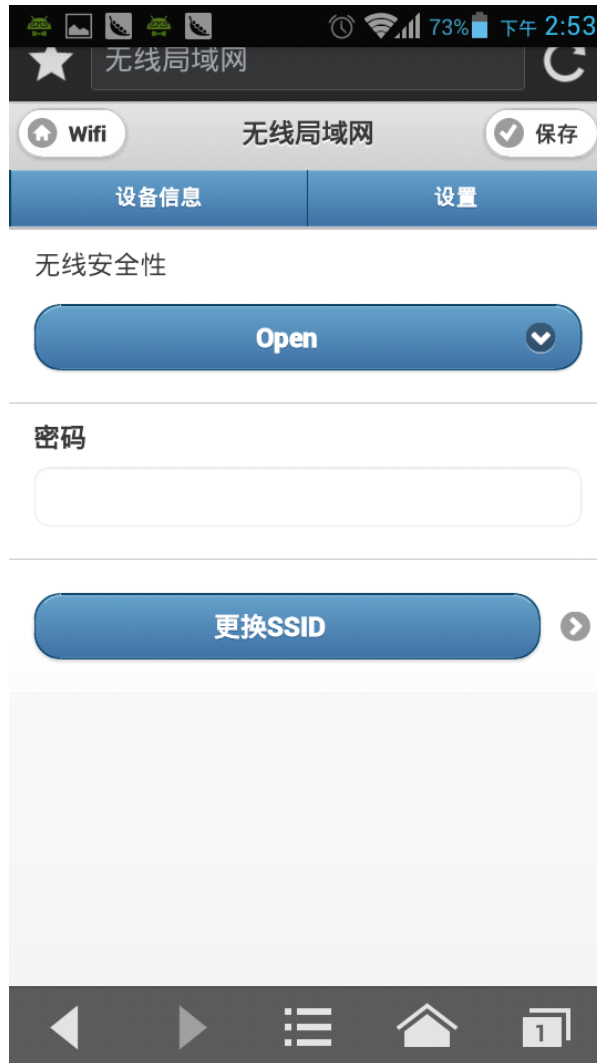 73% 下午 2:53
无线局域网
Wifi 无线局域网 保存
设备信息 设置
无线安全性
Open
密码
更换SSID
1